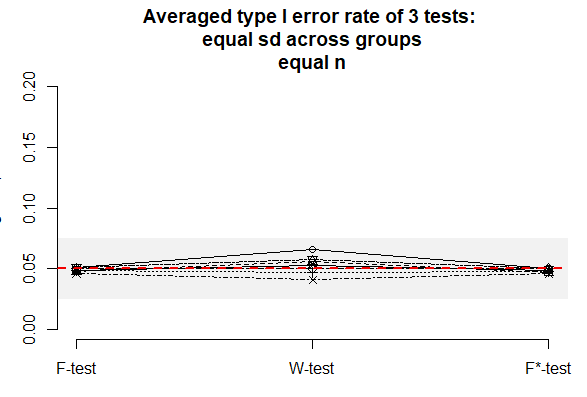 Averaged type I error rate of 3 tests:
equal sd across groups
equal n
0.20
0.15
0.10
0.05
0.00
F-test
W-test
F*-test